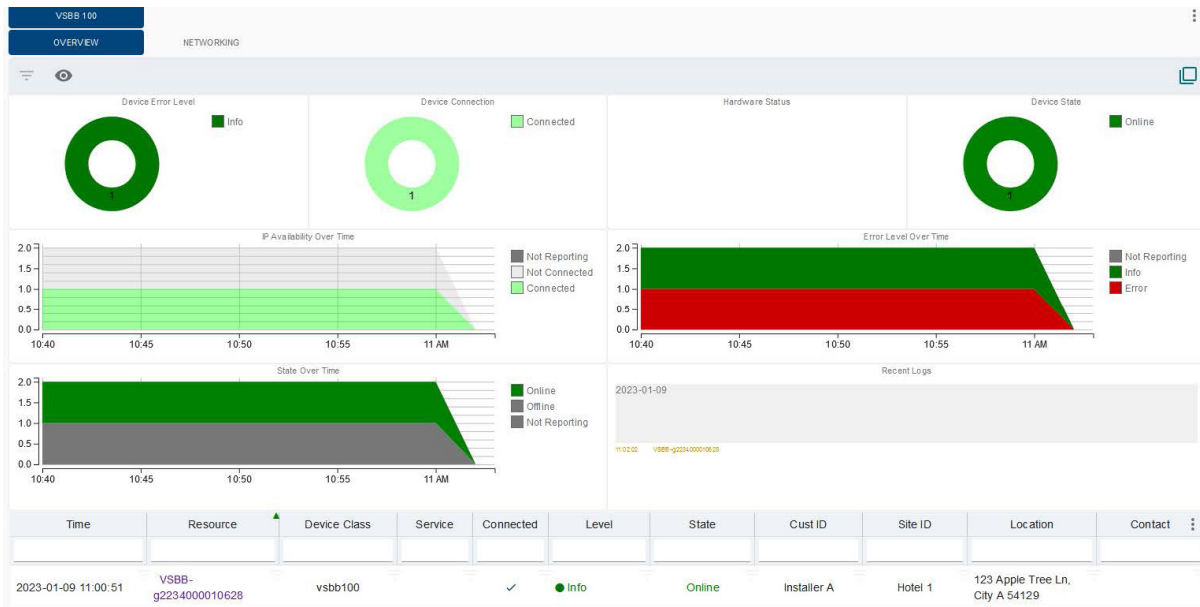 VSBB 100
OVERVIEW NETWORKING
Device Error Level
Info
1
Device Connection
Connected
1
Hardware Status
Device State
Online
1
IP Availability Over Time
2.0
1.5
1.0
0.5
0.0
10:40 10:45 10:50 10:55 11 AM
Not Reporting
Not Connected
Connected
Error Level Over Time
2.0
1.5
1.0
0.5
0.0
10:40 10:45 10:50 10:55 11 AM
Not Reporting
Info
Error
State Over Time
2.0
1.5
1.0
0.5
0.0
10:40 10:45 10:50 10:55 11 AM
Online
Offline
Not Reporting
Recent Logs
2023-01-09
11:02:02 VSBB-g2234000010628
Time Resource Device Class Service Connected Level State Cust ID Site ID Location Contact
2023-01-09 11:00:51 VSBB- vsbb100 Info Online Installer A Hotel 1 123 Apple Tree Ln,
g2234000010628 City A 54129